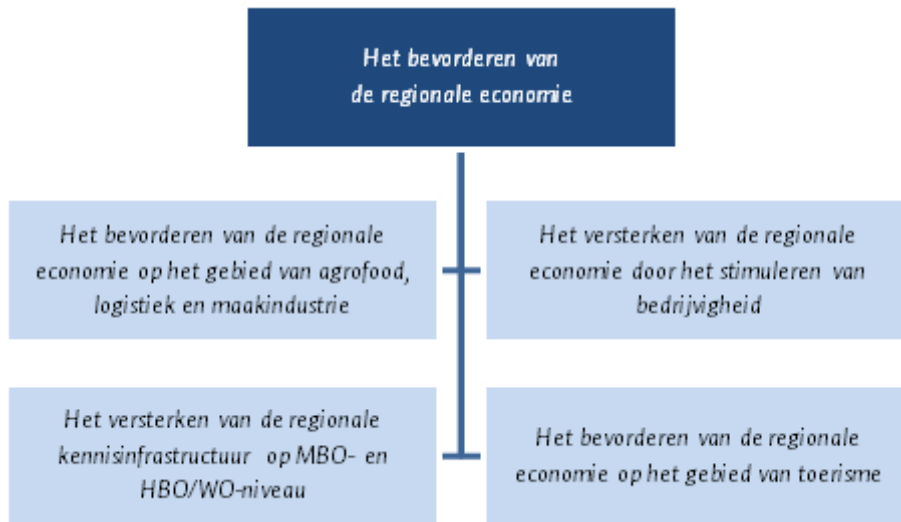 Het bevorderen van
de regionale economie
Het bevorderen van de regionale
economie op het gebied van agrofood,
logistiek en maakindustrie
Het versterken van de regionale
economie door het stimuleren van
bedrijvigheid
Het versterken van de regionale
kennisinfrastructuur op MBO- en
HBO/WO-niveau
Het bevorderen van de regionale
economie op het gebied van toerisme